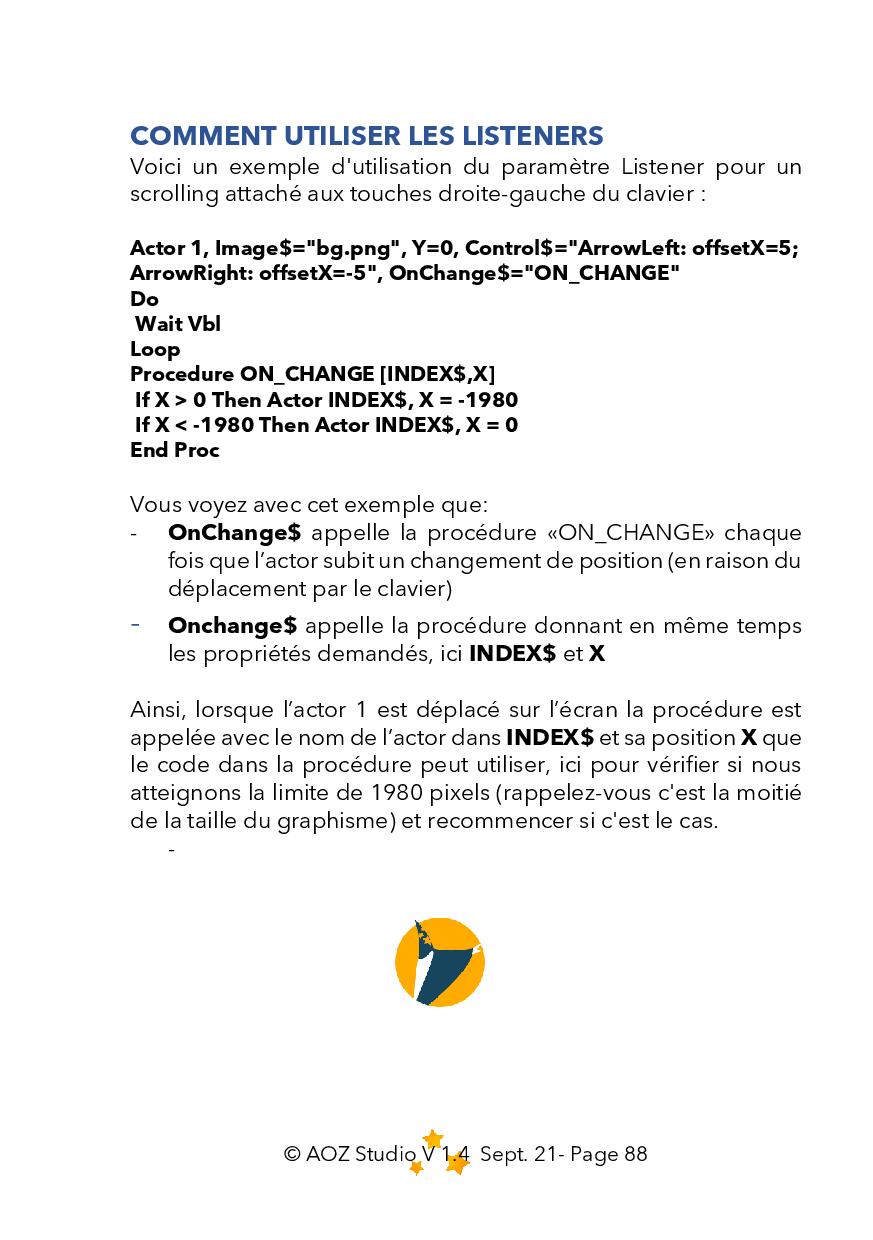 COMMENT UTILISER LES LISTENERS
Voici un exemple d'utilisation du paramètre Listener pour un
scrolling attaché aux touches droite-gauche du clavier :
Actor 1, Image$="bg.png", Y=0, Control$="ArrowLeft: offsetX=5;
ArrowRight: offsetX=-5", OnChange$="ON_CHANGE"
Do
Wait Vbl
Loop
Procedure ON_CHANGE [INDEX$,X]
If X > 0 Then Actor INDEX$, X = -1980
If X < -1980 Then Actor INDEX$, X = 0
End Proc
Vous voyez avec cet exemple que:
- OnChange$ appelle la procédure «ON_CHANGE» chaque
fois que l’actor subit un changement de position (en raison du
déplacement par le clavier)
- Onchange$ appelle la procédure donnant en même temps
les propriétés demandés, ici INDEX$ et X
Ainsi, lorsque l’actor 1 est déplacé sur l’écran la procédure est
appelée avec le nom de l’actor dans INDEX$ et sa position X que
le code dans la procédure peut utiliser, ici pour vérifier si nous
atteignons la limite de 1980 pixels (rappelez-vous c'est la moitié
de la taille du graphisme) et recommencer si c'est le cas.
-
© AOZ Studio V 1.4 Sept. 21- Page 88